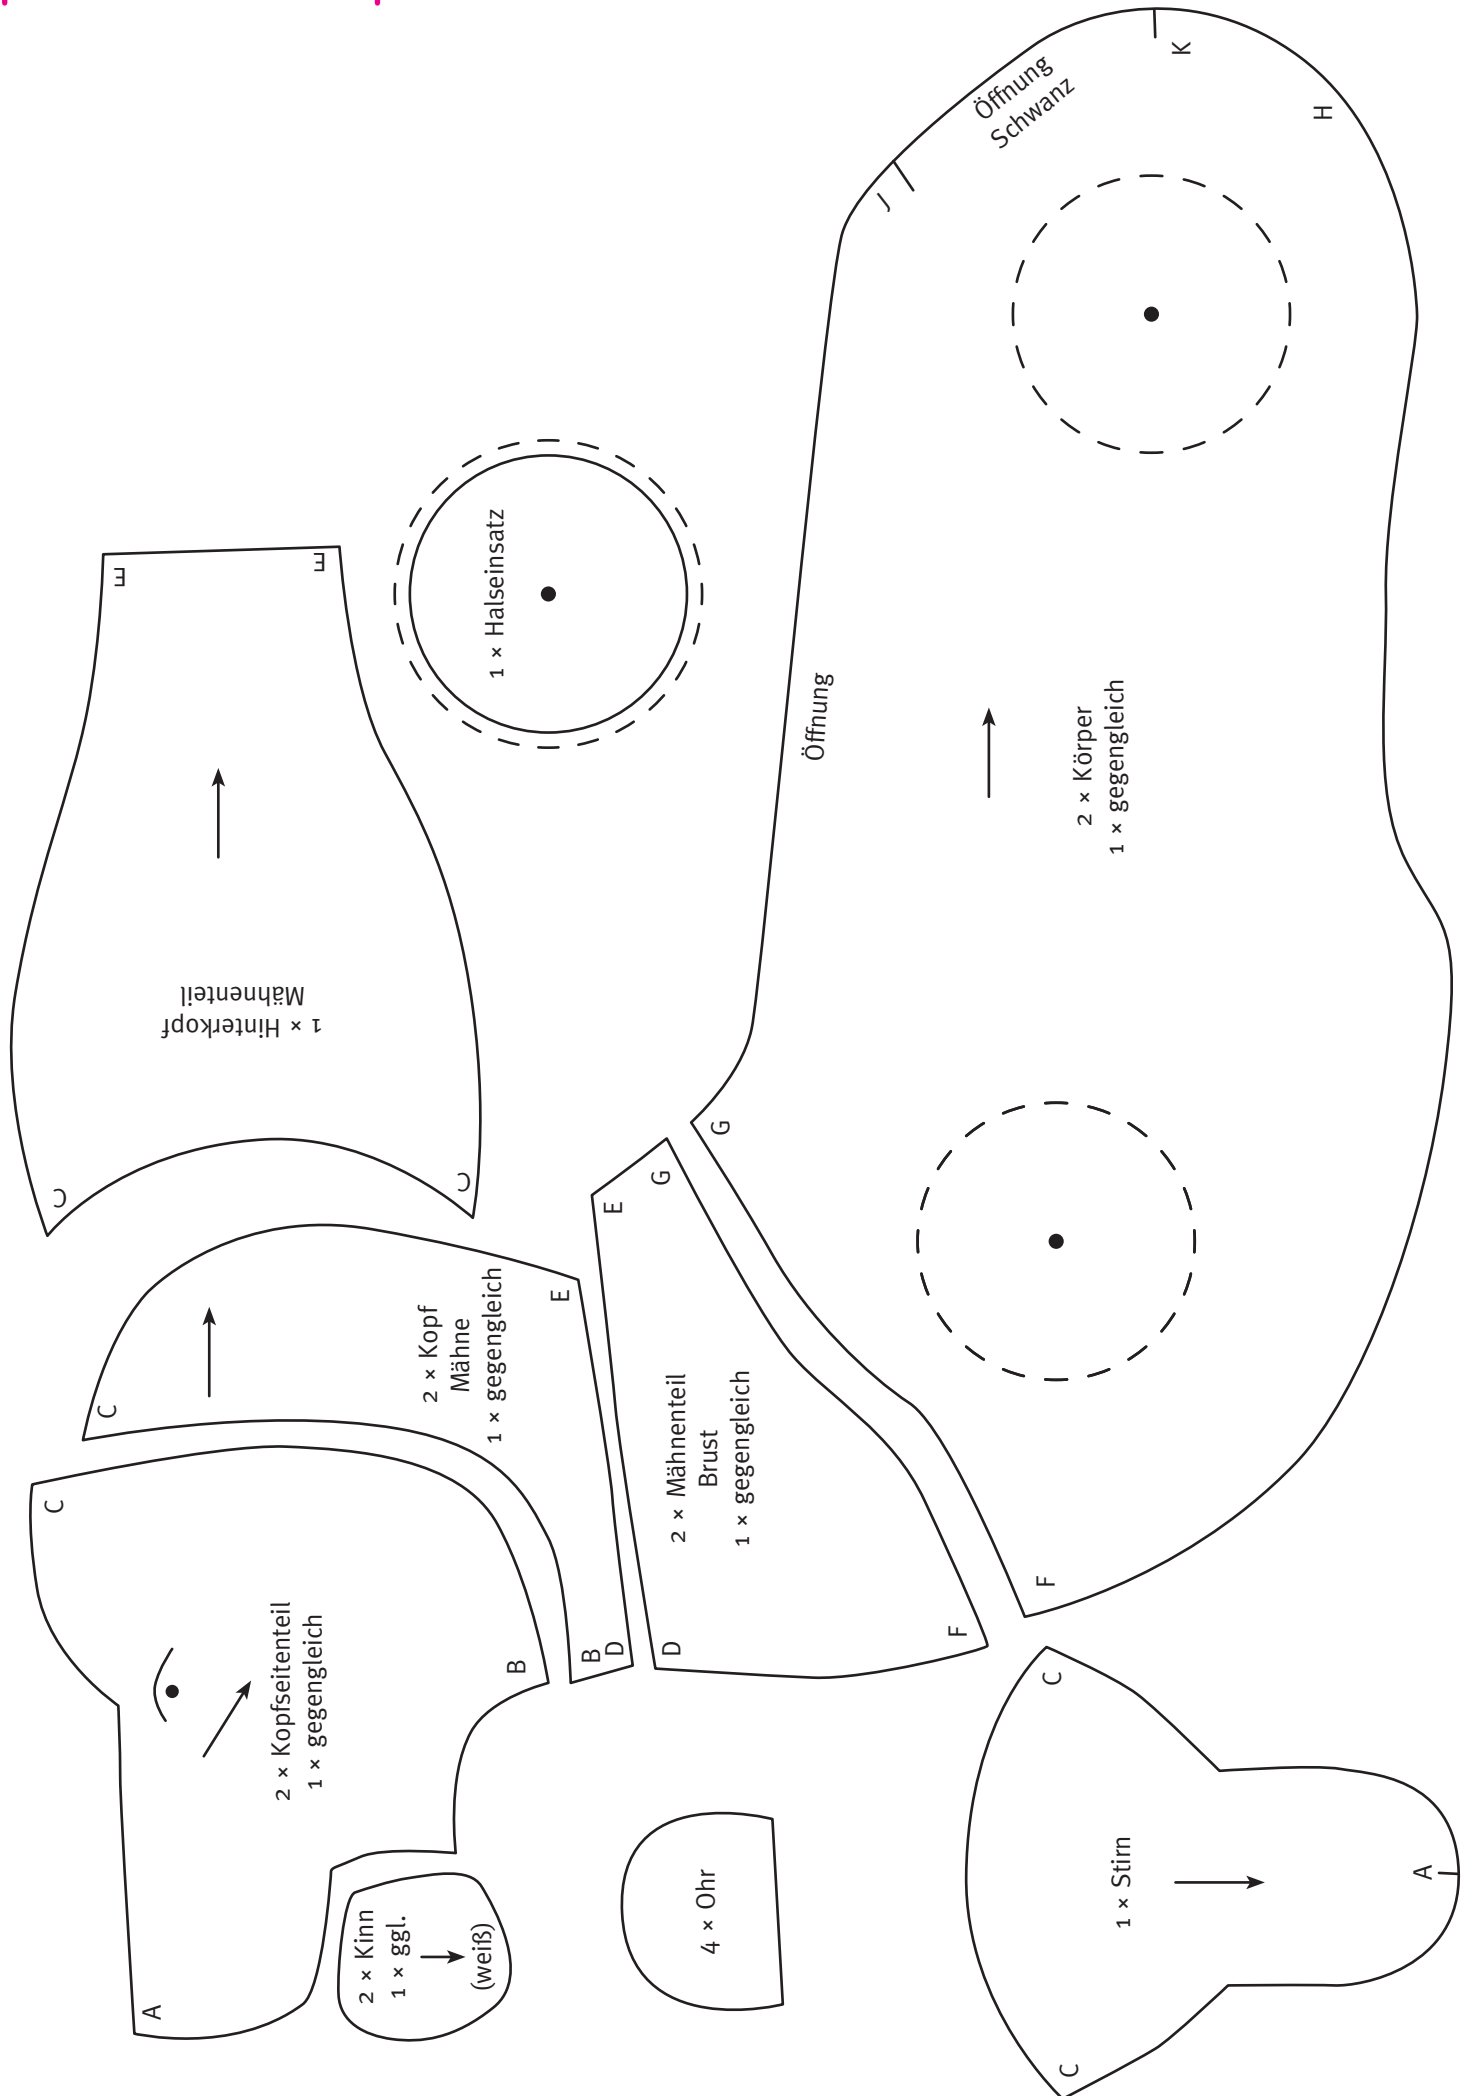 Öffnung
Schwanz
K
H
J
E
E
1 × Halseinsatz
Öffnung
2 × Körper
1 × gegengleich
1 × Hinterkopf
Mähnenteil
C
C
G
F
E
G
2 × Mähnenteil
Brust
1 × gegengleich
D
F
C
2 × Kopf
Mähne
1 × gegengleich
E
B
D
C
2 × Kopfseitenteil
1 × gegengleich
B
A
2 × Kinn
1 × ggl.
(weiß)
4 × Ohr
C
1 × Stirn
A
C